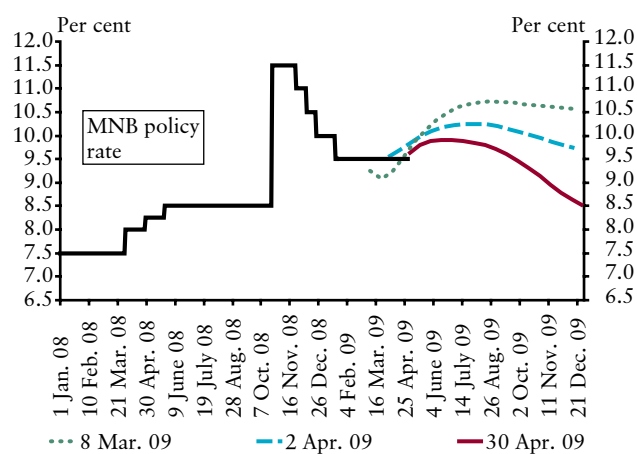 Per cent
Per cent
12.0
11.5
11.0
10.5
10.0
9.5
9.0
8.5
8.0
7.5
7.0
6.5
12.0
11.5
11.0
10.5
10.0
9.5
9.0
8.5
8.0
7.5
7.0
6.5
MNB policy
rate
1 Jan. 08
10 Feb. 08
21 Mar. 08
30 Apr. 08
9 June 08
19 July 08
28 Aug. 08
7 Oct. 08
16 Nov. 08
26 Dec. 08
4 Feb. 09
16 Mar. 09
25 Apr. 09
4 June 09
14 July 09
26 Aug. 09
2 Oct. 09
11 Nov. 09
21 Dec. 09
8 Mar. 09
2 Apr. 09
30 Apr. 09